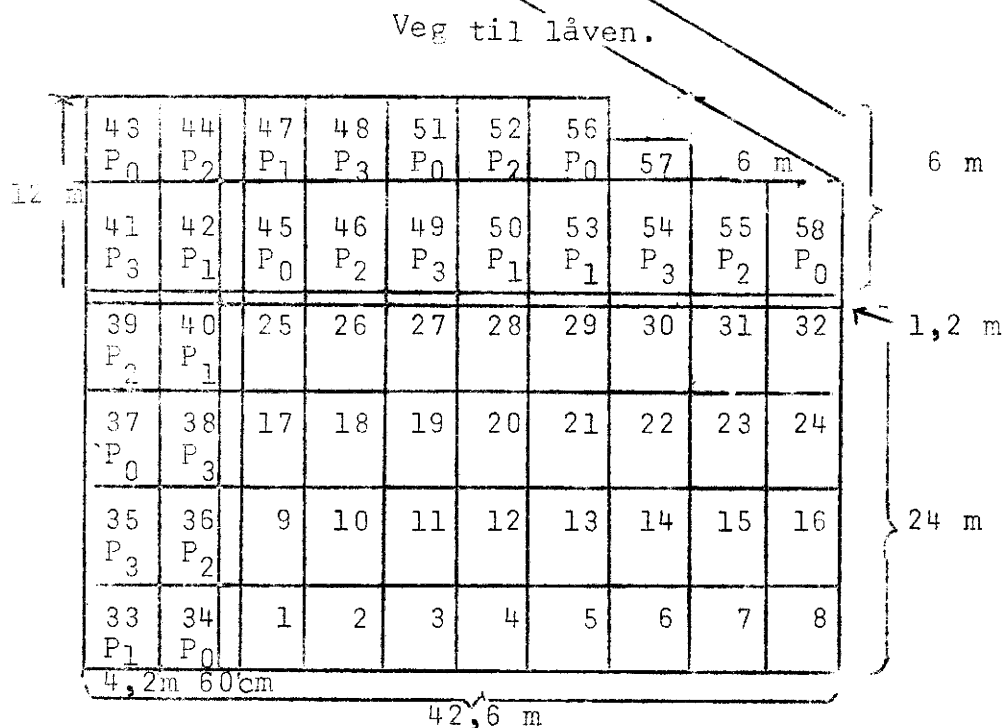 Veg til låven.
43 44 47 48 51 52 56
P0 P2 P1 P3 P0 P2 P0 57 6 m 6 m
12 m
41 42 45 46 49 50 53 54 55 58
P3 P1 P0 P2 P3 P1 P1 P3 P2 P0
39 40 25 26 27 28 29 30 31 32 1,2 m
P2 P1
37 38 17 18 19 20 21 22 23 24
P0 P3
35 36 9 10 11 12 13 14 15 16 24 m
P3 P2
33 34 1 2 3 4 5 6 7 8
P1 P0
4,2m 60cm
42,6 m